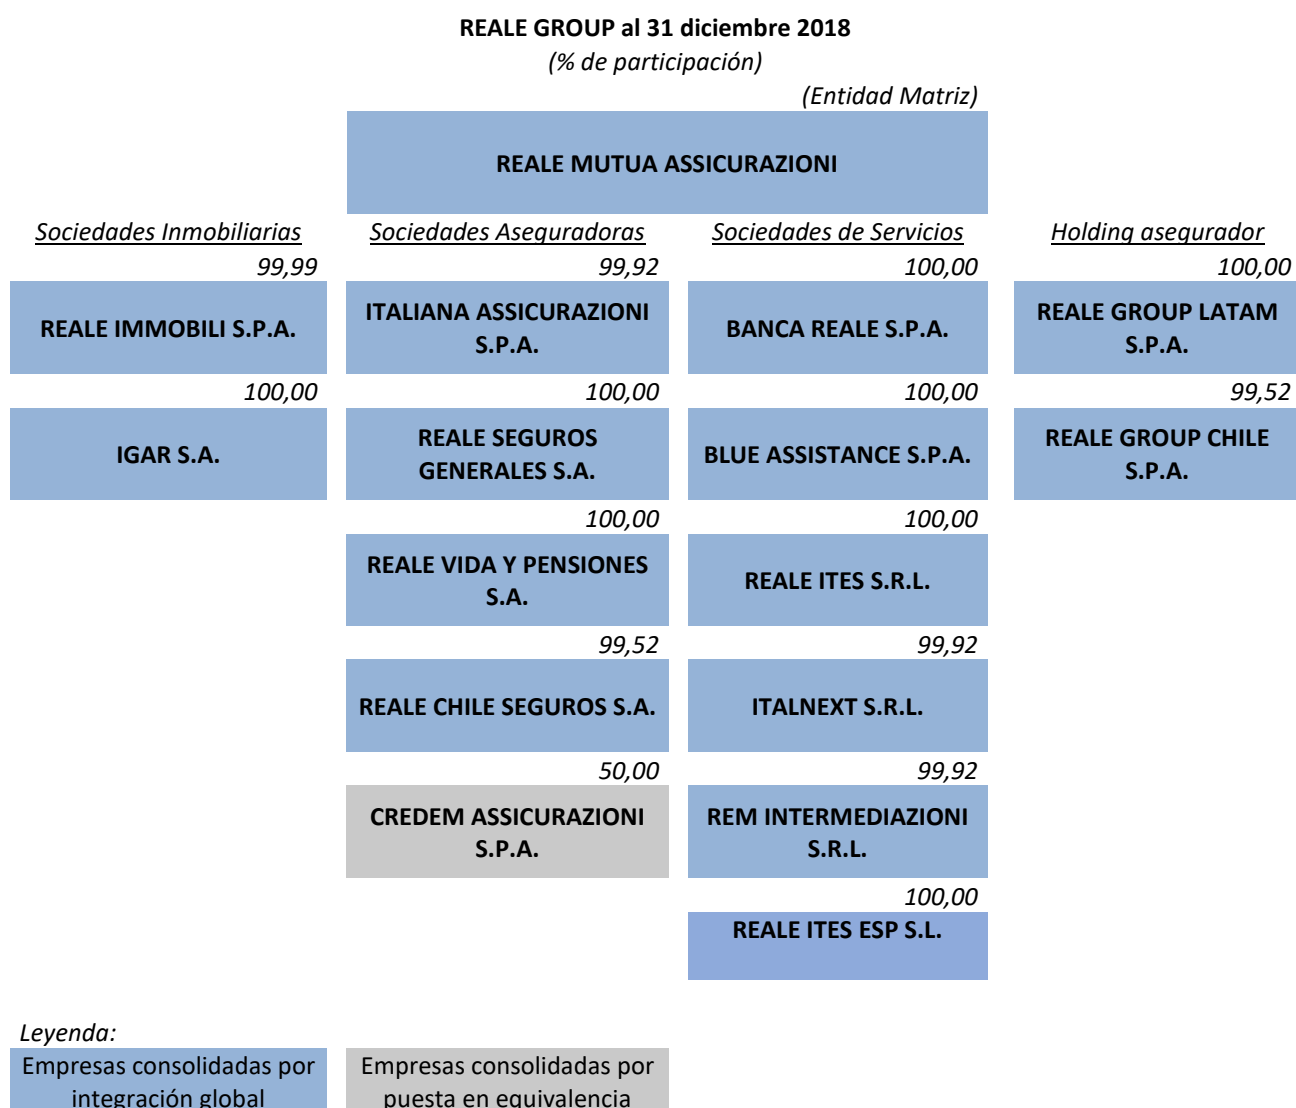 REALE GROUP al 31 diciembre 2018
(% de participación)
(Entidad Matriz)
REALE MUTUA ASSICURAZIONI
Sociedades Inmobiliarias
99,99
REALE IMMOBILI S.P.A.
100,00
IGAR S.A.
Sociedades Aseguradoras
99,92
ITALIANA ASSICURAZIONI
S.P.A.
100,00
REALE SEGUROS
GENERALES S.A.
100,00
REALE VIDA Y PENSIONES
S.A.
99,52
REALE CHILE SEGUROS S.A.
50,00
CREDEM ASSICURAZIONI
S.P.A.
Sociedades de Servicios
100,00
BANCA REALE S.P.A.
100,00
BLUE ASSISTANCE S.P.A.
100,00
REALE ITES S.R.L.
99,92
ITALNEXT S.R.L.
99,92
REM INTERMEDIAZIONI
S.R.L.
100,00
REALE ITES ESP S.L.
Holding asegurador
100,00
REALE GROUP LATAM
S.P.A.
99,52
REALE GROUP CHILE
S.P.A.
Leyenda:
Empresas consolidadas por
integración global
Empresas consolidadas por
puesta en equivalencia